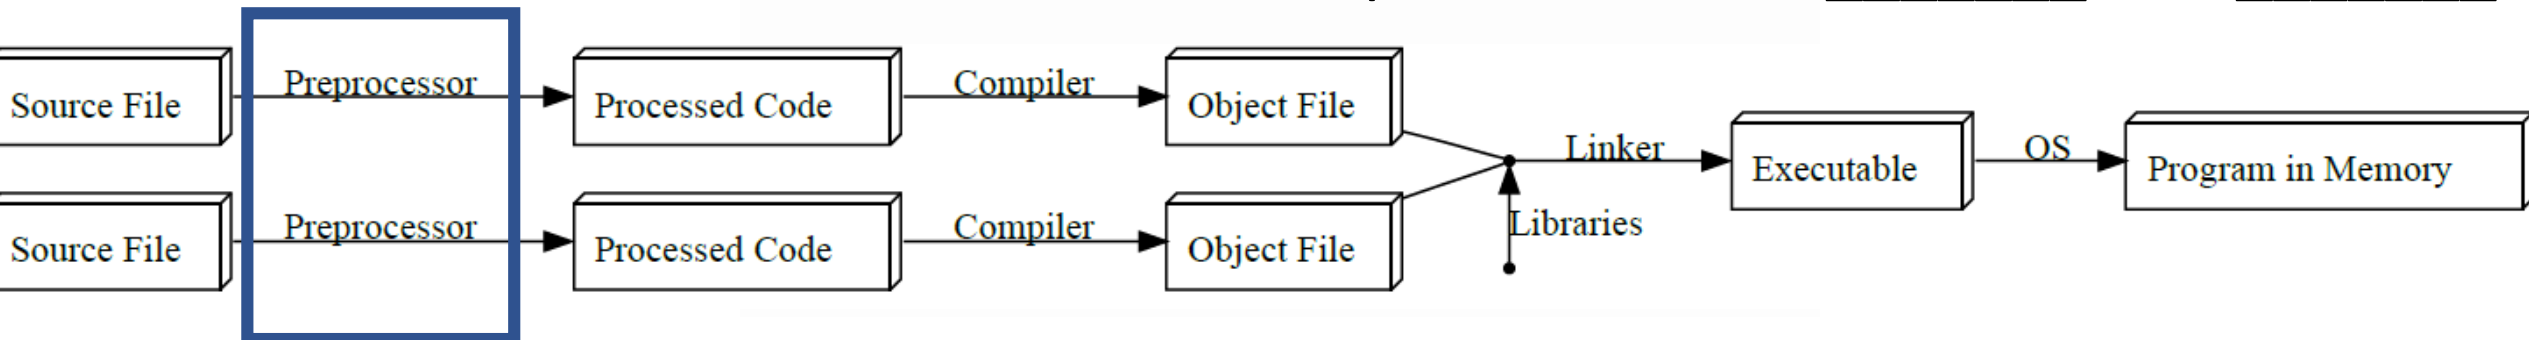 Preprocessor Compiler
Source File Processed Code Object File
Linker OS
Executable Program in Memory
Preprocessor Compiler Libraries
Source File Processed Code Object File